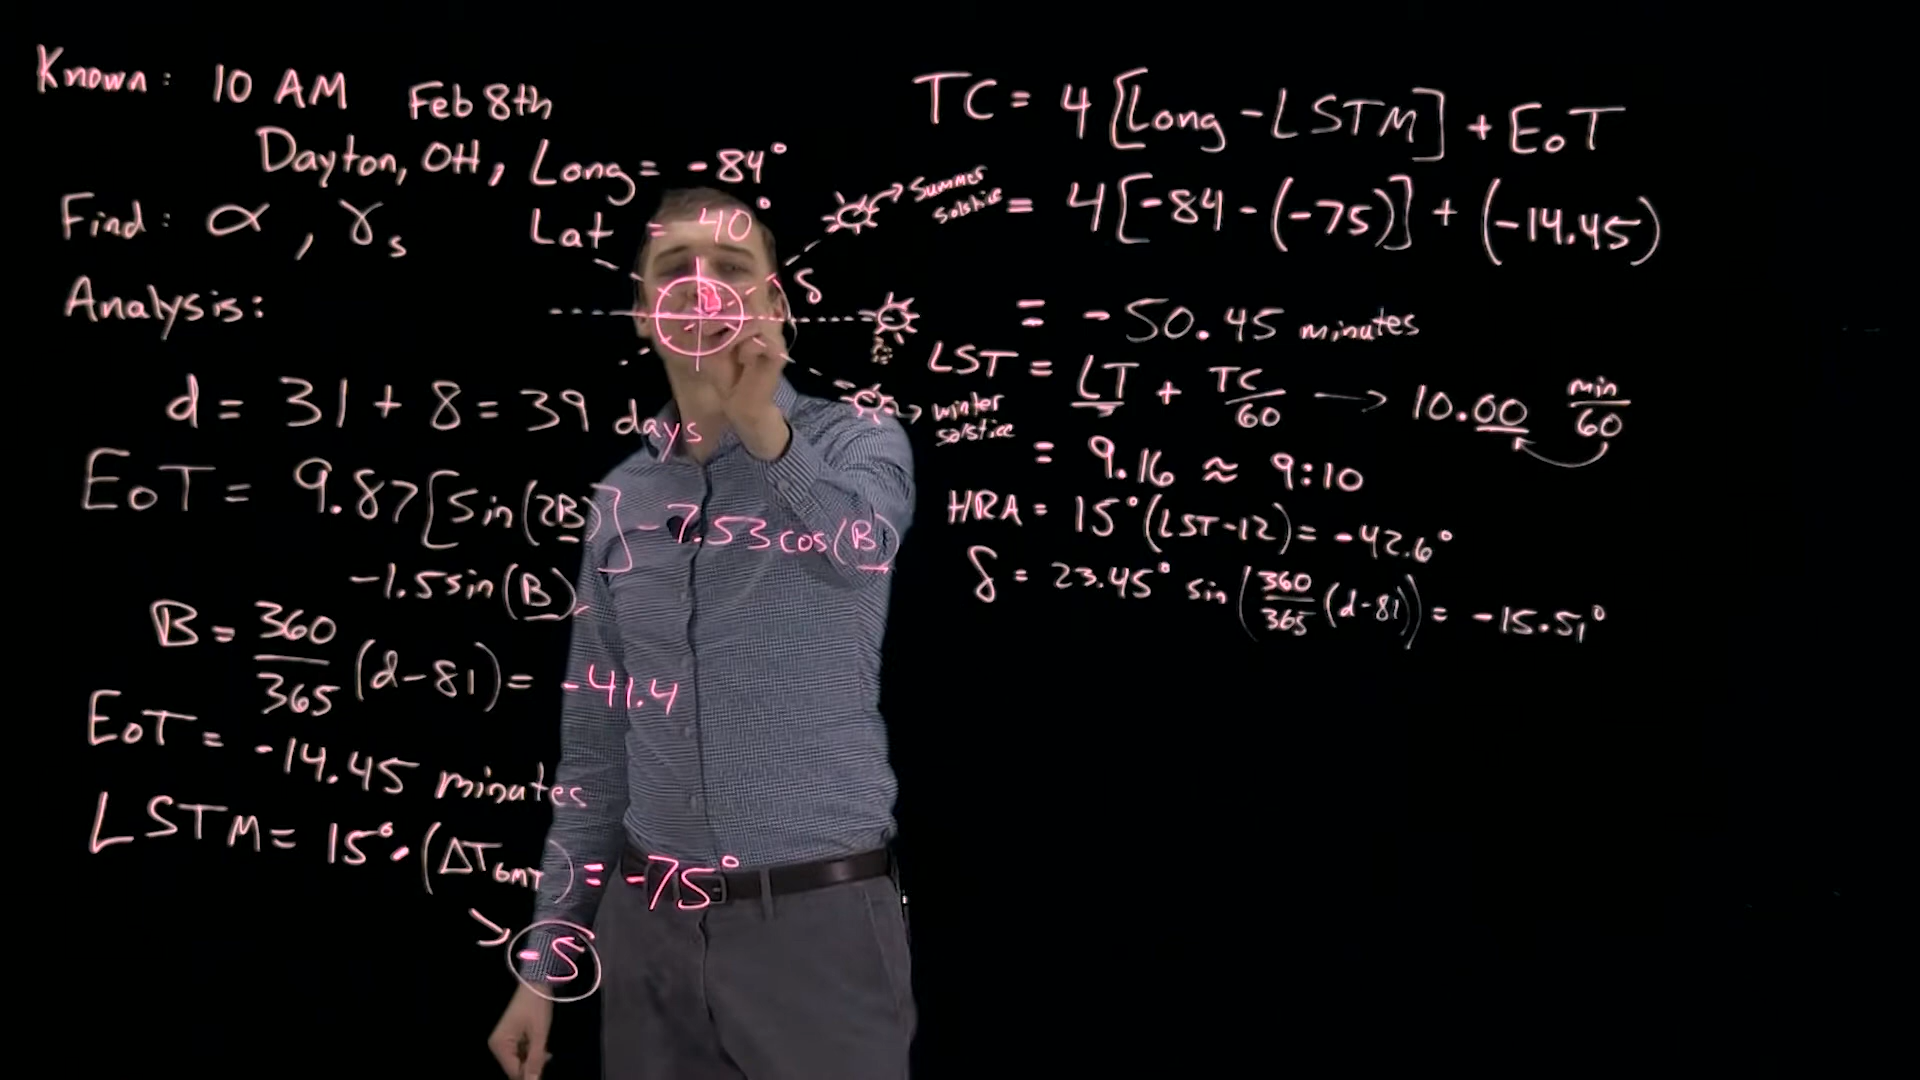 Known: 10 AM Feb 8th
Dayton, OH, Long = -84°
Lat = 40°
Find: α, γs
Analysis:
d = 31 + 8 = 39 days
EoT = 9.87[Sin(2B)] - 7.53 cos(B)
-1.5 sin(B)
B = 360/365 (d-81) = -41.4
EoT = -14.45 minutes
LSTM = 15° · (ΔT GMT) = -75°
-5
Summer solstice
δ
winter solstice
TC = 4[Long - LSTM] + EoT
= 4[-84 - (-75)] + (-14.45)
= -50.45 minutes
LST = LT + TC/60 → 10.00 min/60
= 9.16 ≈ 9:10
HRA = 15°(LST-12) = -42.6°
δ = 23.45° sin(360/365 (d-81)) = -15.51°